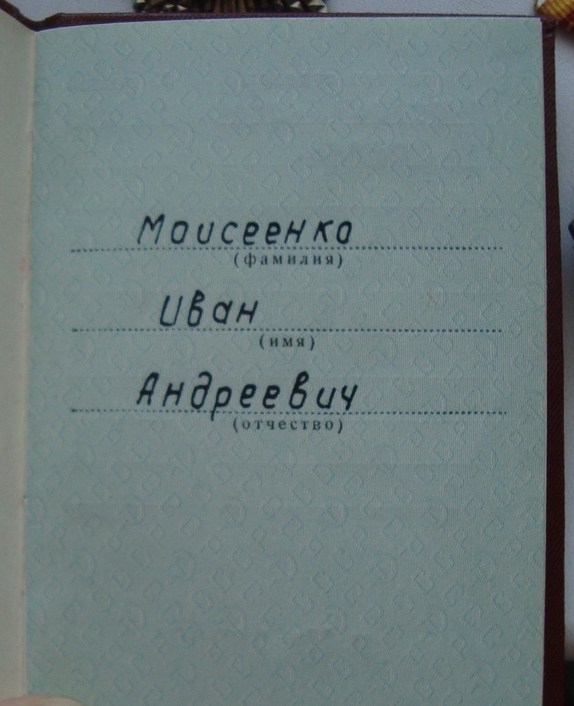 Моисеенко
(фамилия)
Иван
(имя)
Андреевич
(отчество)